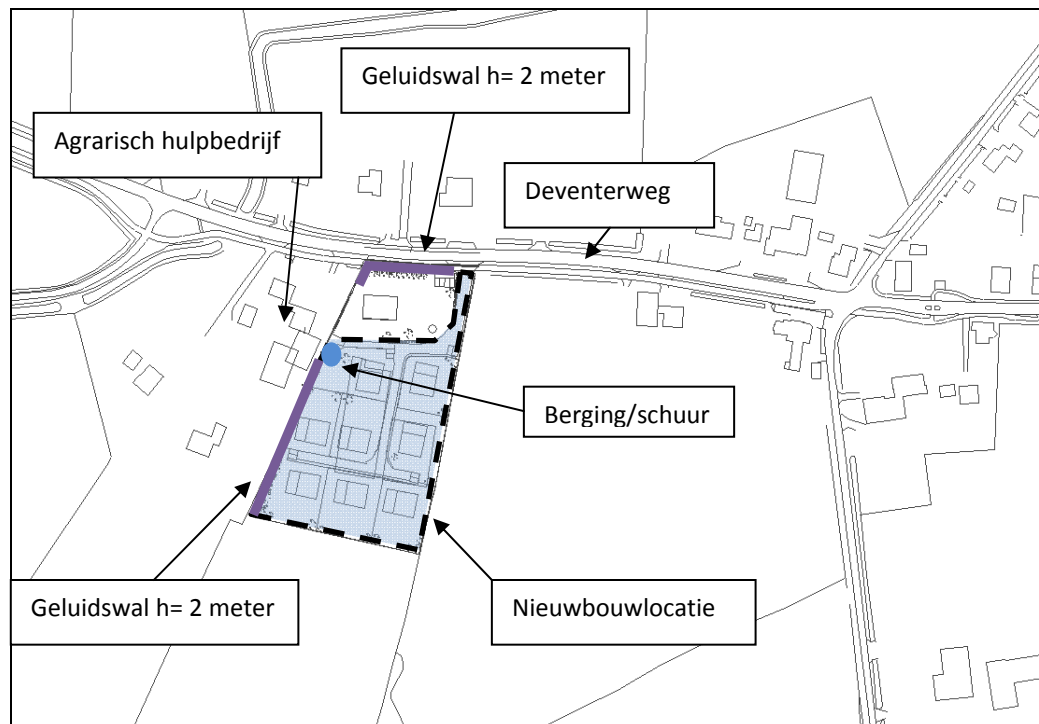 Geluidswal h= 2 meter
Agrarisch hulpbedrijf
Deventerweg
Berging/schuur
Geluidswal h= 2 meter
Nieuwbouwlocatie